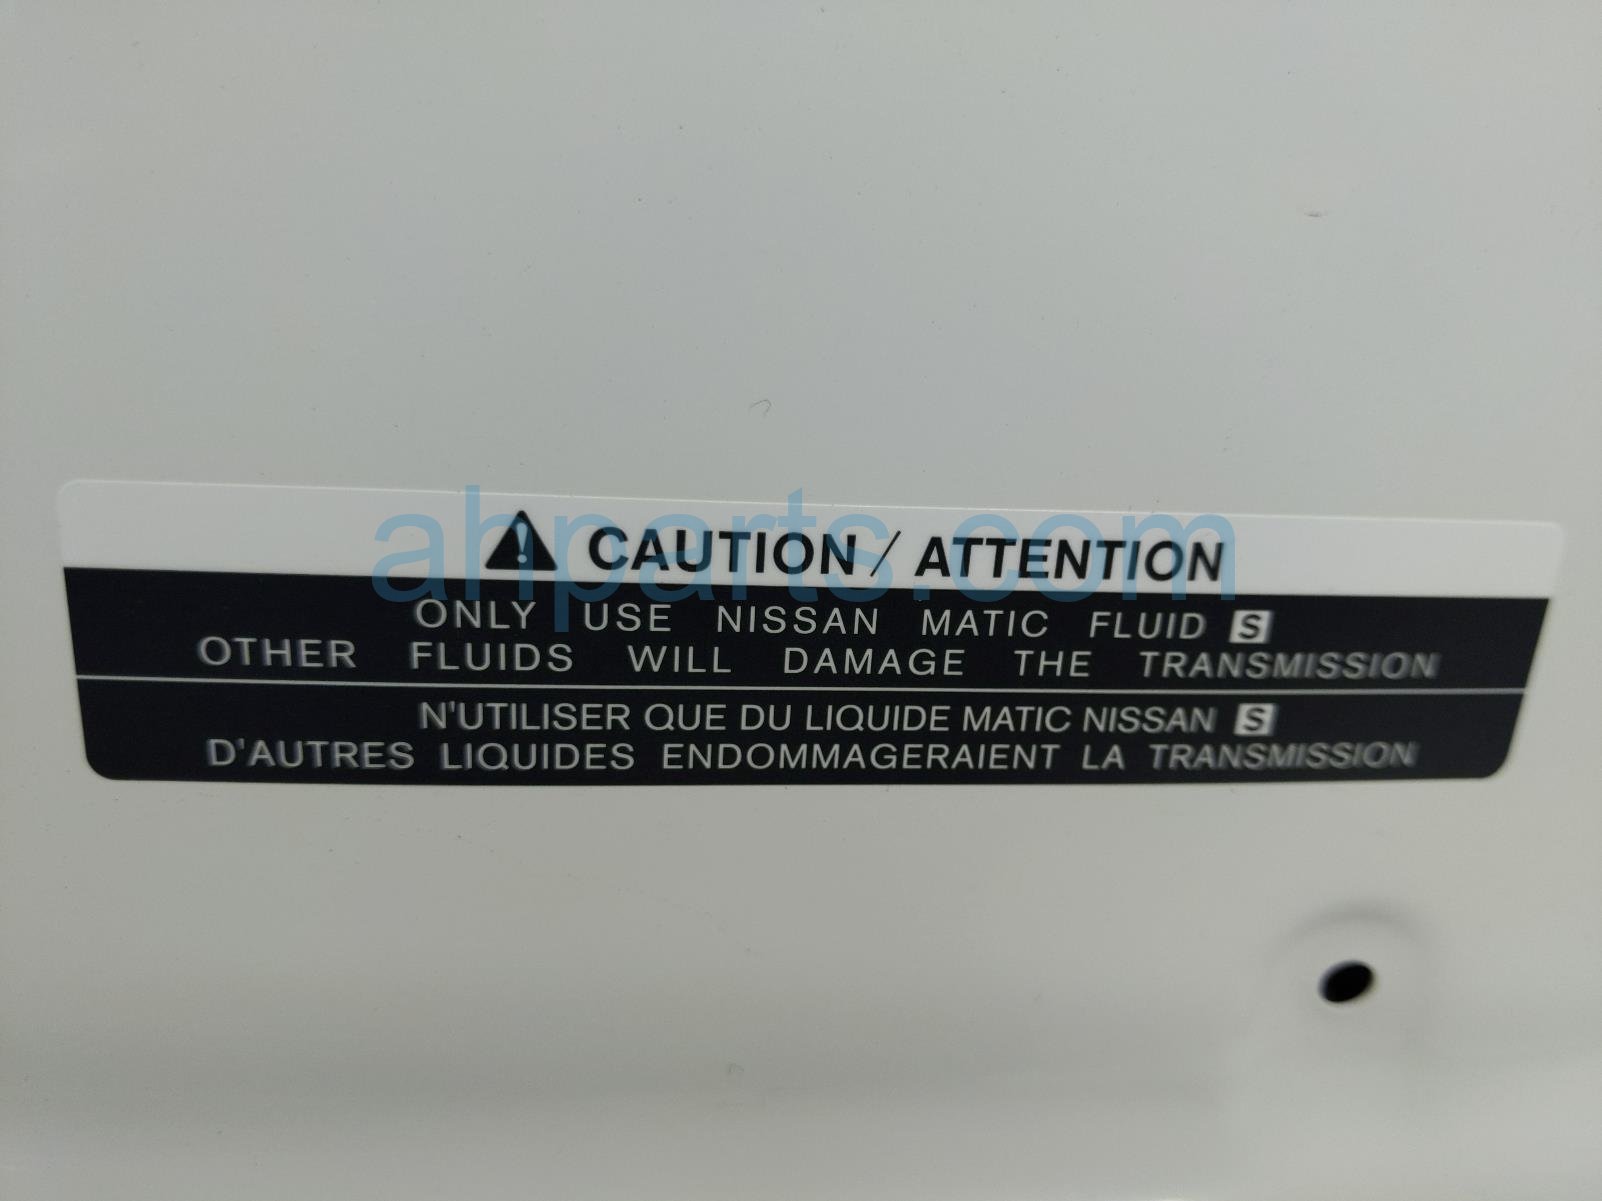 CAUTION / ATTENTION
ONLY USE NISSAN MATIC FLUID S
OTHER FLUIDS WILL DAMAGE THE TRANSMISSION
N'UTILISER QUE DU LIQUIDE MATIC NISSAN S
D'AUTRES LIQUIDES ENDOMMAGERAIENT LA TRANSMISSION
ahparts.com